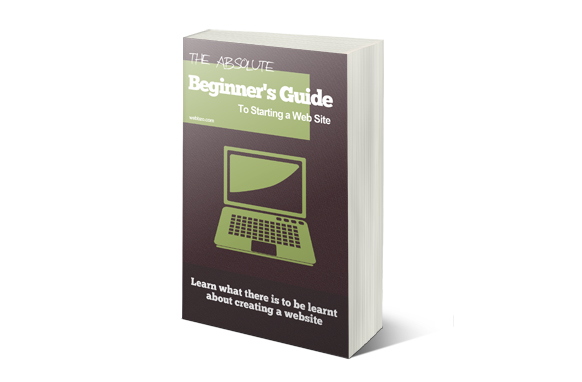 THE ABSOLUTE
Beginner's Guide
To Starting a Web Site
Learn what there is to be learnt
about creating a website